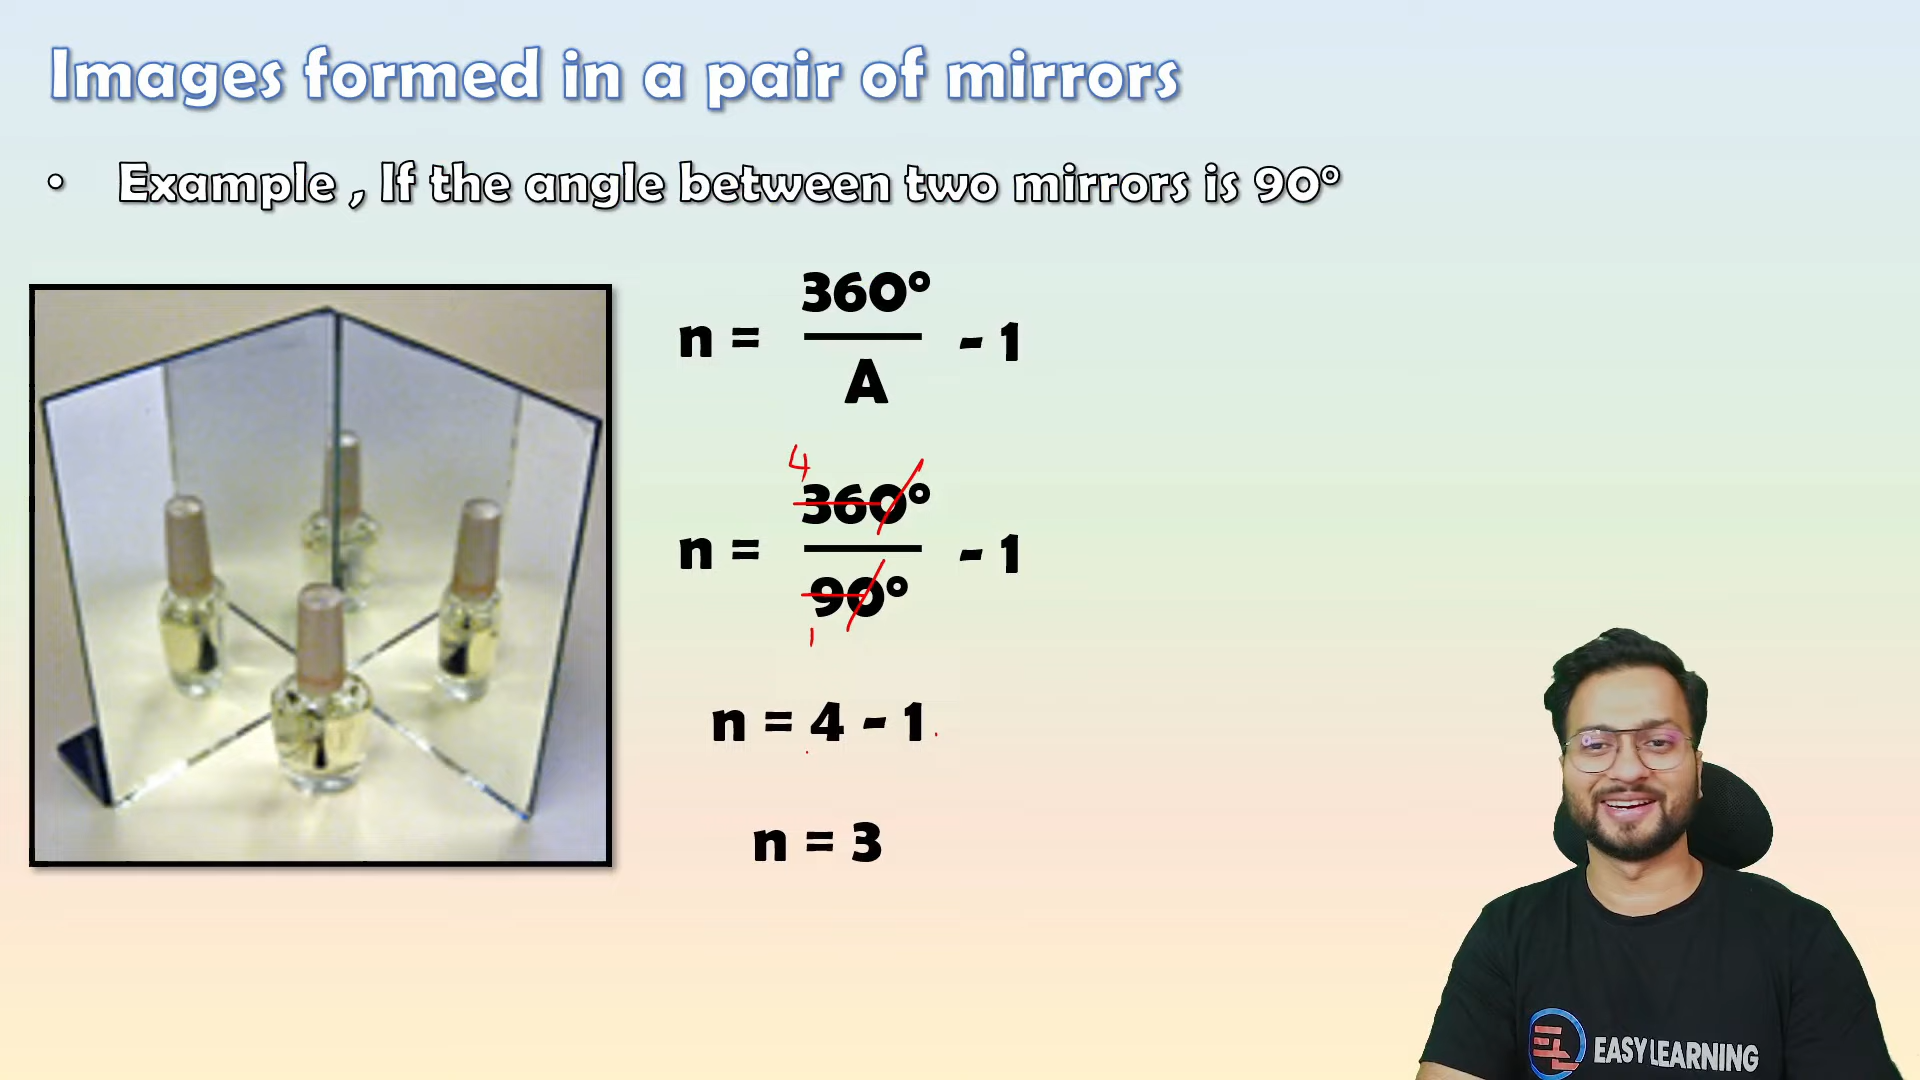 Images formed in a pair of mirrors
• Example , If the angle between two mirrors is 90°
n = 360° / A - 1
4
n = 360° / 90° - 1
1
n = 4 - 1
n = 3
EL EASY LEARNING